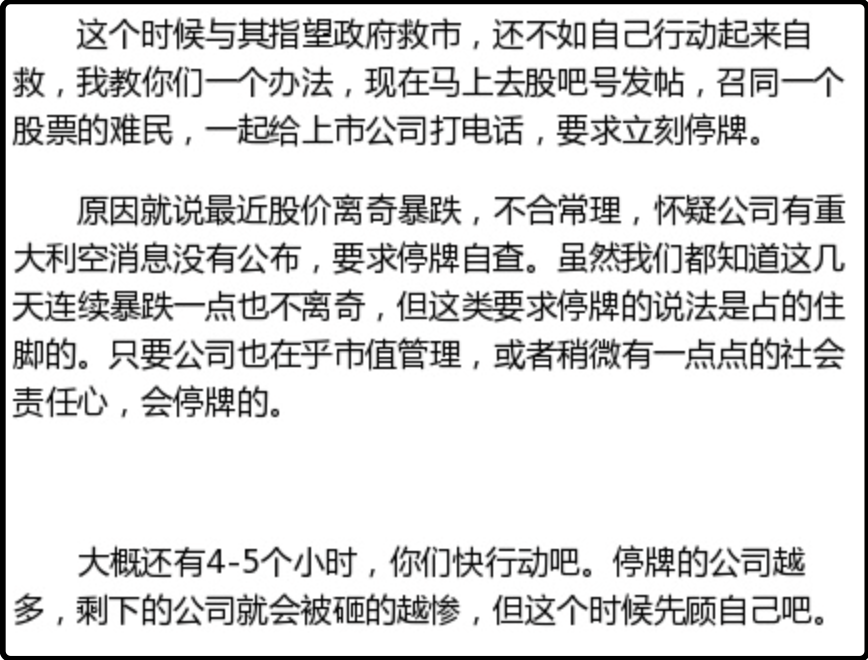 这个时候与其指望政府救市，还不如自己行动起来自
救，我教你们一个办法，现在马上去股吧号发帖，召同一个
股票的难民，一起给上市公司打电话，要求立刻停牌。
原因就说最近股价离奇暴跌，不合常理，怀疑公司有重
大利空消息没有公布，要求停牌自查。虽然我们都知道这几
天连续暴跌一点也不离奇，但这类要求停牌的说法是占的住
脚的。只要公司也在乎市值管理，或者稍微有一点点的社会
责任心，会停牌的。
大概还有4-5个小时，你们快行动吧。停牌的公司越
多，剩下的公司就会被砸的越惨，但这个时候先顾自己吧。